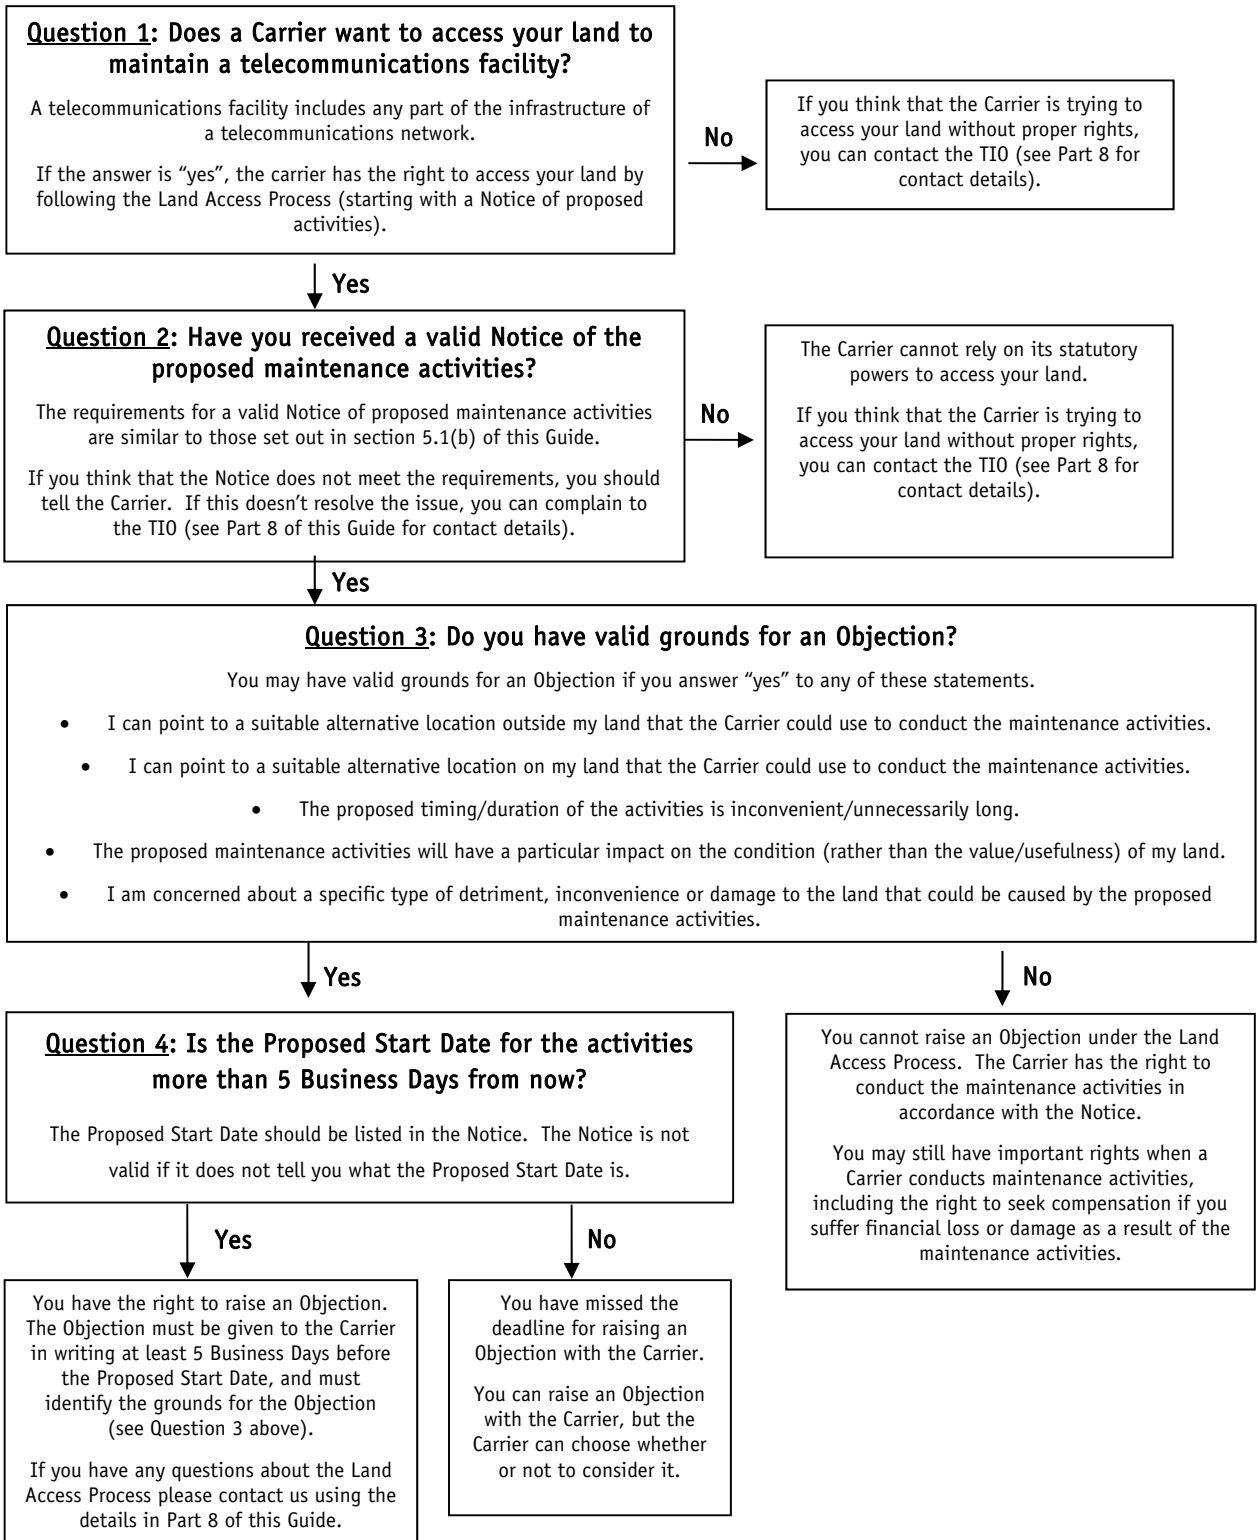 Question 1: Does a Carrier want to access your land to
maintain a telecommunications facility?
A telecommunications facility includes any part of the infrastructure of
a telecommunications network.
If the answer is “yes”, the carrier has the right to access your land by
following the Land Access Process (starting with a Notice of proposed
activities).
No
If you think that the Carrier is trying to
access your land without proper rights,
you can contact the TIO (see Part 8 for
contact details).
Yes
Question 2: Have you received a valid Notice of the
proposed maintenance activities?
The requirements for a valid Notice of proposed maintenance activities
are similar to those set out in section 5.1(b) of this Guide.
If you think that the Notice does not meet the requirements, you should
tell the Carrier. If this doesn’t resolve the issue, you can complain to
the TIO (see Part 8 of this Guide for contact details).
No
The Carrier cannot rely on its statutory
powers to access your land.
If you think that the Carrier is trying to
access your land without proper rights,
you can contact the TIO (see Part 8 for
contact details).
Yes
Question 3: Do you have valid grounds for an Objection?
You may have valid grounds for an Objection if you answer “yes” to any of these statements.
• I can point to a suitable alternative location outside my land that the Carrier could use to conduct the maintenance activities.
• I can point to a suitable alternative location on my land that the Carrier could use to conduct the maintenance activities.
• The proposed timing/duration of the activities is inconvenient/unnecessarily long.
• The proposed maintenance activities will have a particular impact on the condition (rather than the value/usefulness) of my land.
• I am concerned about a specific type of detriment, inconvenience or damage to the land that could be caused by the proposed
maintenance activities.
Yes
No
Question 4: Is the Proposed Start Date for the activities
more than 5 Business Days from now?
The Proposed Start Date should be listed in the Notice. The Notice is not
valid if it does not tell you what the Proposed Start Date is.
You cannot raise an Objection under the Land
Access Process. The Carrier has the right to
conduct the maintenance activities in
accordance with the Notice.
You may still have important rights when a
Carrier conducts maintenance activities,
including the right to seek compensation if you
suffer financial loss or damage as a result of the
maintenance activities.
Yes
No
You have the right to raise an Objection.
The Objection must be given to the Carrier
in writing at least 5 Business Days before
the Proposed Start Date, and must
identify the grounds for the Objection
(see Question 3 above).
If you have any questions about the Land
Access Process please contact us using the
details in Part 8 of this Guide.
You have missed the
deadline for raising an
Objection with the Carrier.
You can raise an Objection
with the Carrier, but the
Carrier can choose whether
or not to consider it.